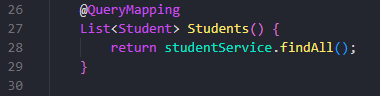 26 @QueryMapping
27 List<Student> Students() {
28 return studentService.findAll();
29 }
30